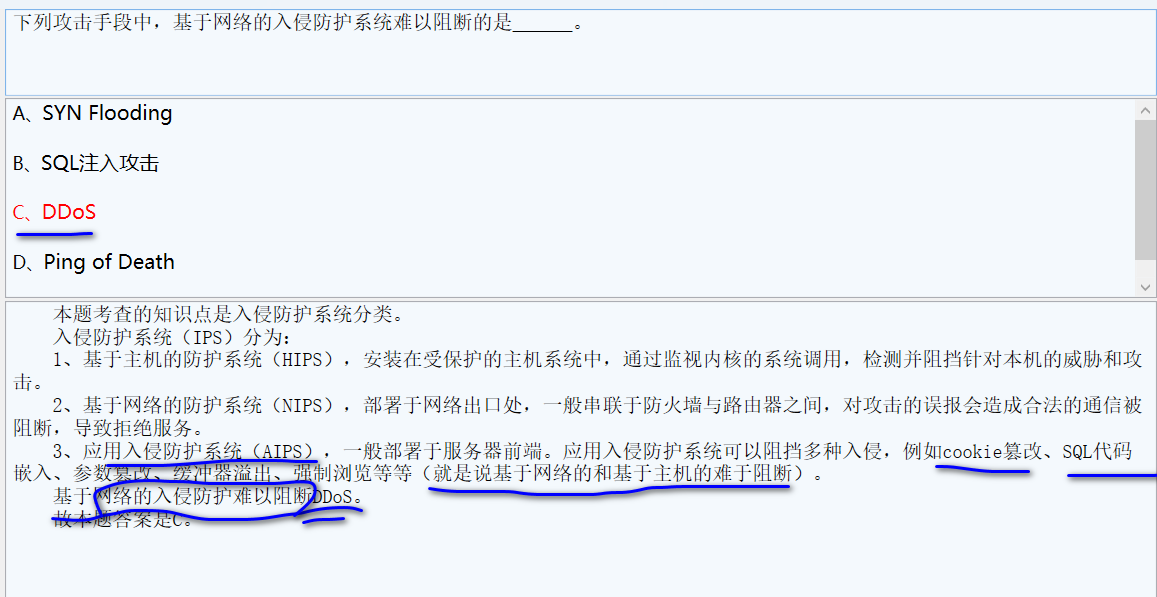 下列攻击手段中，基于网络的入侵防护系统难以阻断的是______。
A、SYN Flooding
B、SQL注入攻击
C、DDoS
D、Ping of Death
本题考查的知识点是入侵防护系统分类。
入侵防护系统（IPS）分为：
1、基于主机的防护系统（HIPS），安装在受保护的主机系统中，通过监视内核的系统调用，检测并阻挡针对本机的威胁和攻
击。
2、基于网络的防护系统（NIPS），部署于网络出口处，一般串联于防火墙与路由器之间，对攻击的误报会造成合法的通信被
阻断，导致拒绝服务。
3、应用入侵防护系统（AIPS），一般部署于服务器前端。应用入侵防护系统可以阻挡多种入侵，例如cookie篡改、SQL代码
嵌入、参数篡改、缓冲器溢出、强制浏览等等（就是说基于网络的和基于主机的难于阻断）。
基于网络的入侵防护难以阻断DDoS。
故本题答案是C。